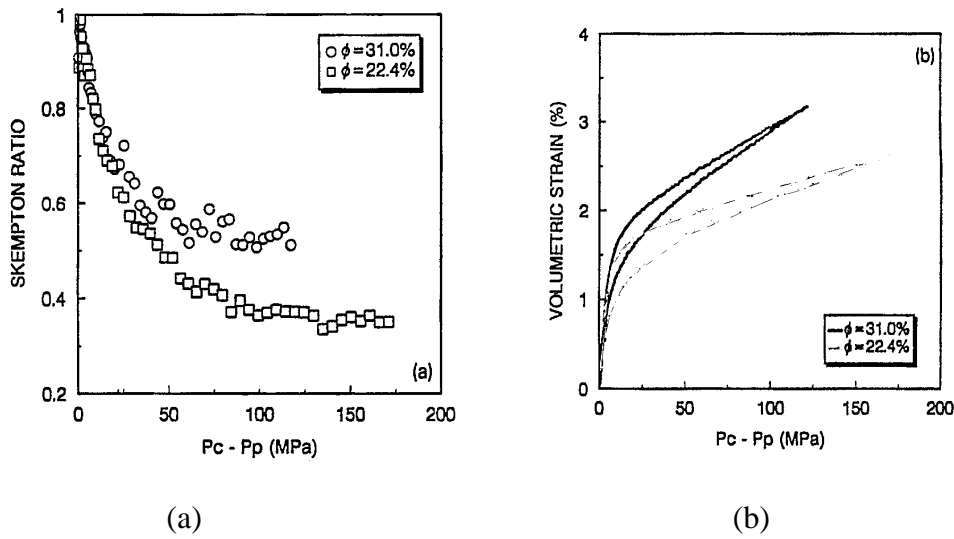 SKEMPTON RATIO
1
0.8
0.6
0.4
0.2
ϕ=31.0%
ϕ=22.4%
(a)
0 50 100 150 200
Pc - Pp (MPa)
VOLUMETRIC STRAIN (%)
4
3
2
1
0
(b)
ϕ=31.0%
ϕ=22.4%
0 50 100 150 200
Pc - Pp (MPa)
(a)
(b)